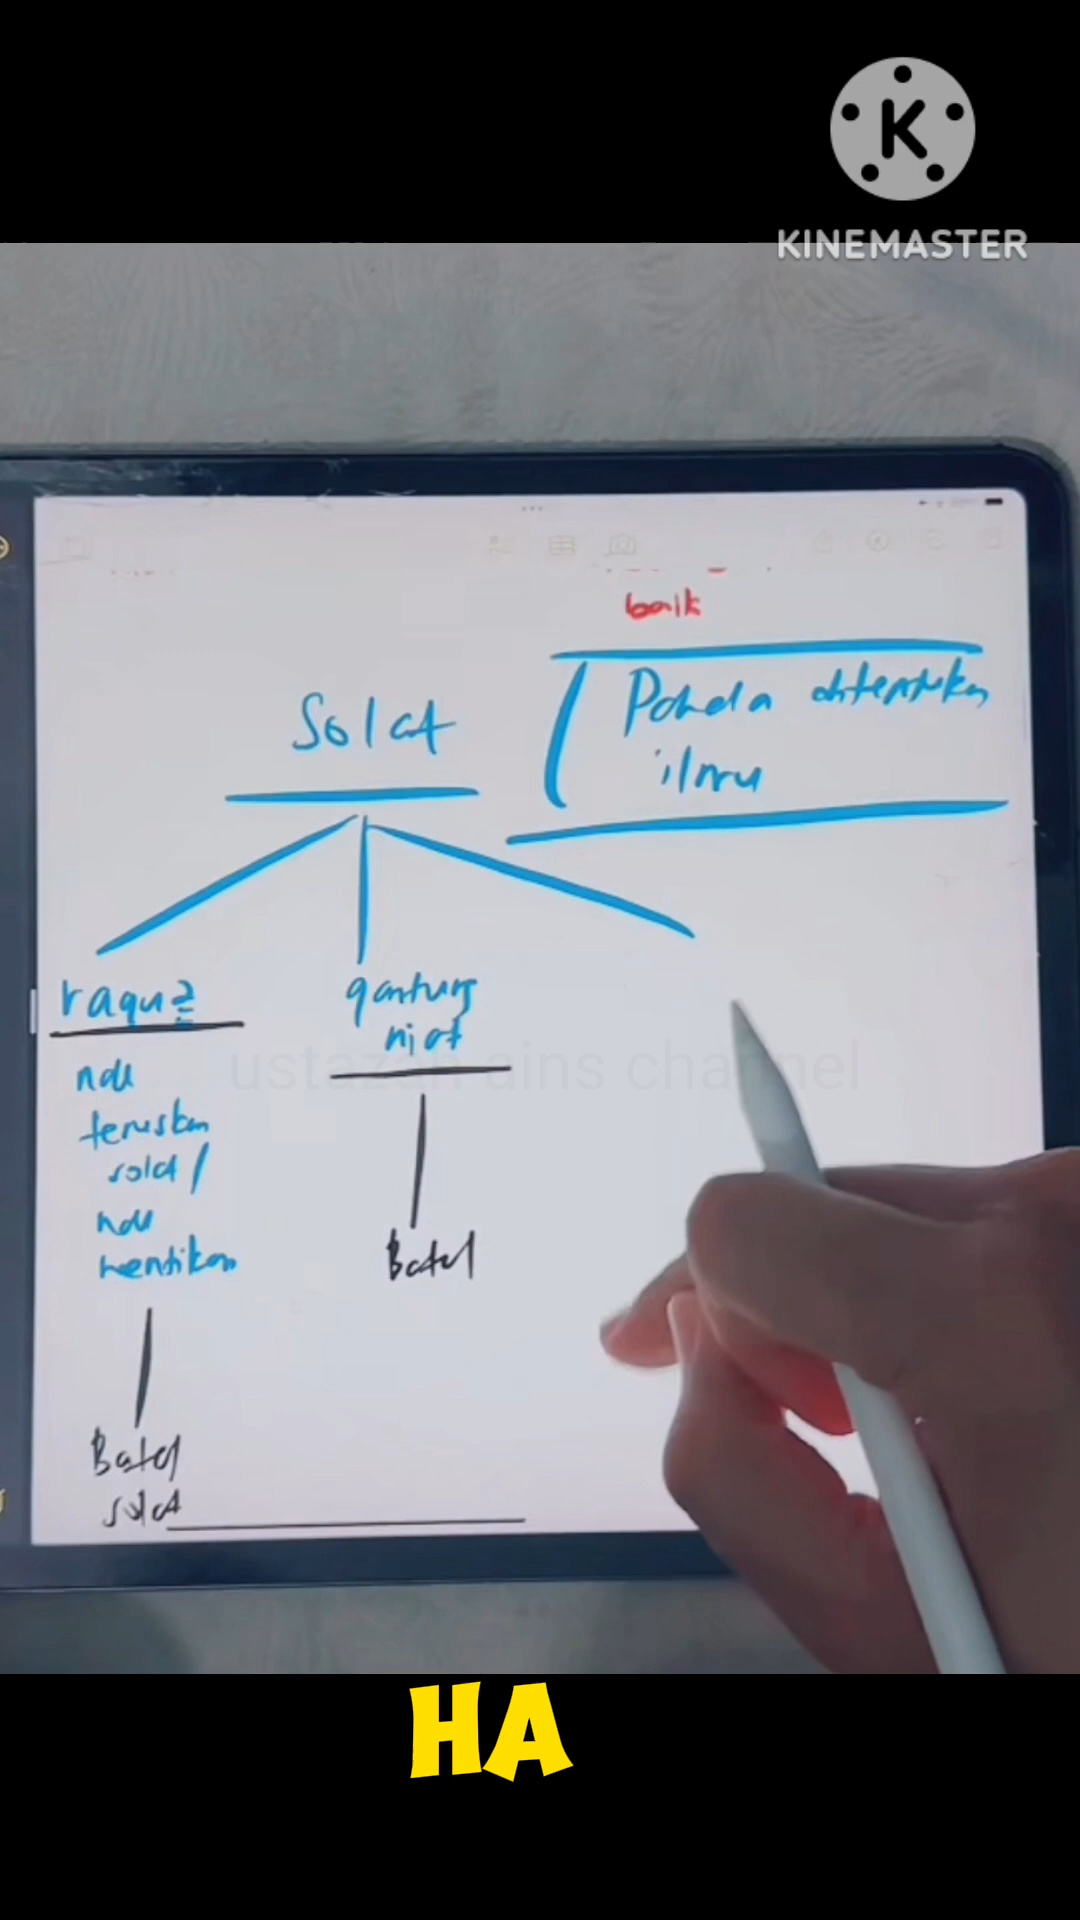 KINEMASTER
baik
Solat
Pahala ditentukan
ilmu
ragu2
nak
teruskan
solat /
nak
hentikan
Batal
solat
gantung
niat
Batal
ustazah ains channel
HA